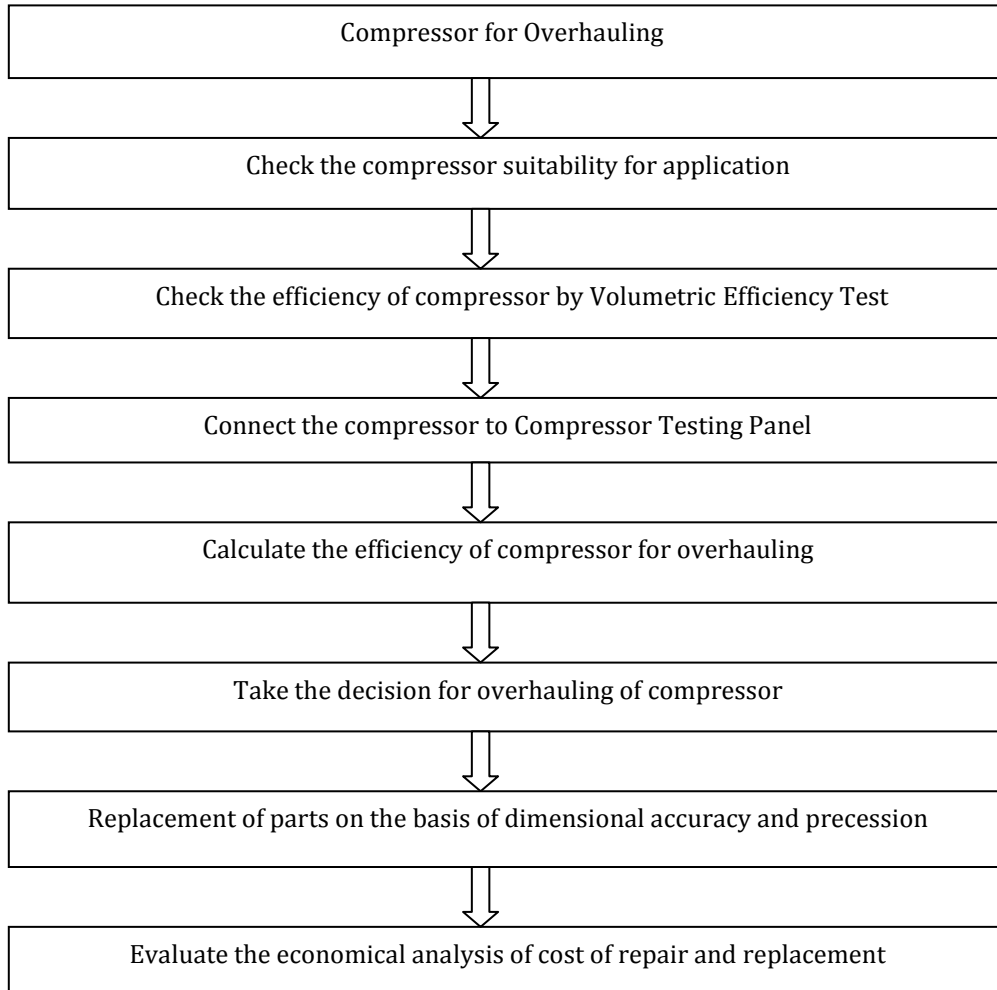 Compressor for Overhauling
Check the compressor suitability for application
Check the efficiency of compressor by Volumetric Efficiency Test
Connect the compressor to Compressor Testing Panel
Calculate the efficiency of compressor for overhauling
Take the decision for overhauling of compressor
Replacement of parts on the basis of dimensional accuracy and precession
Evaluate the economical analysis of cost of repair and replacement